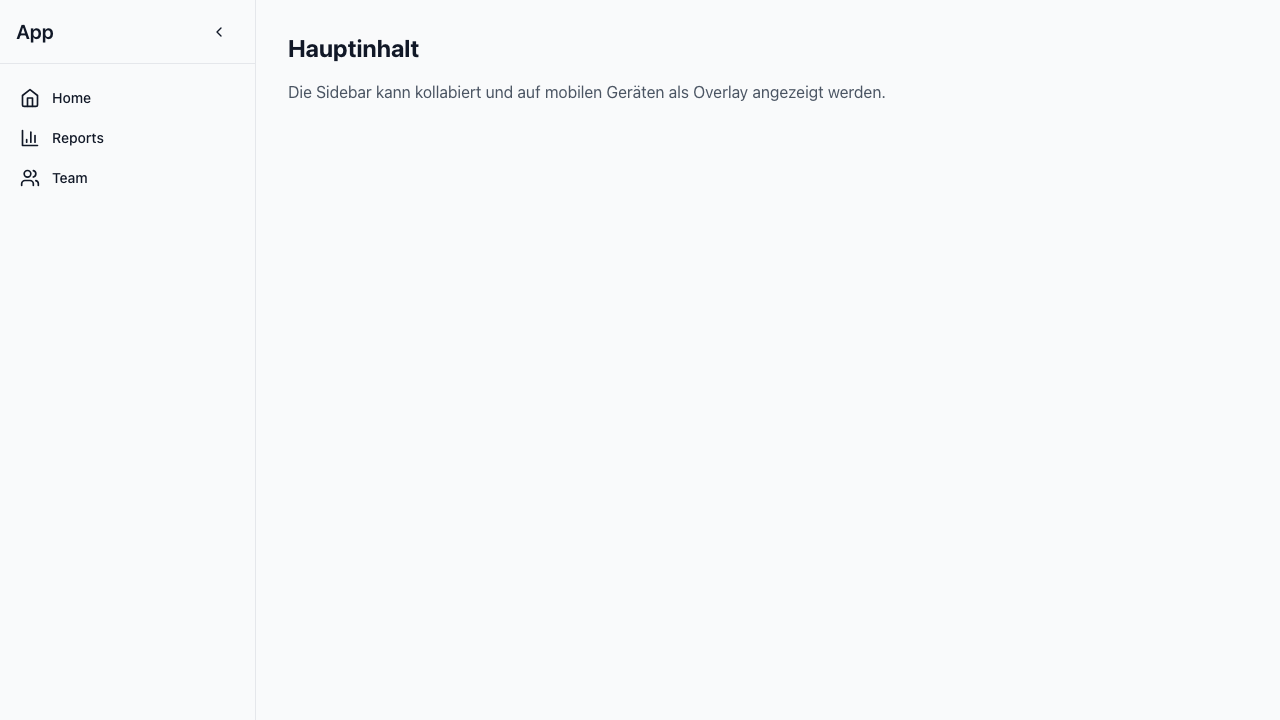 App
Home
Reports
Team
Hauptinhalt
Die Sidebar kann kollabiert und auf mobilen Geräten als Overlay angezeigt werden.